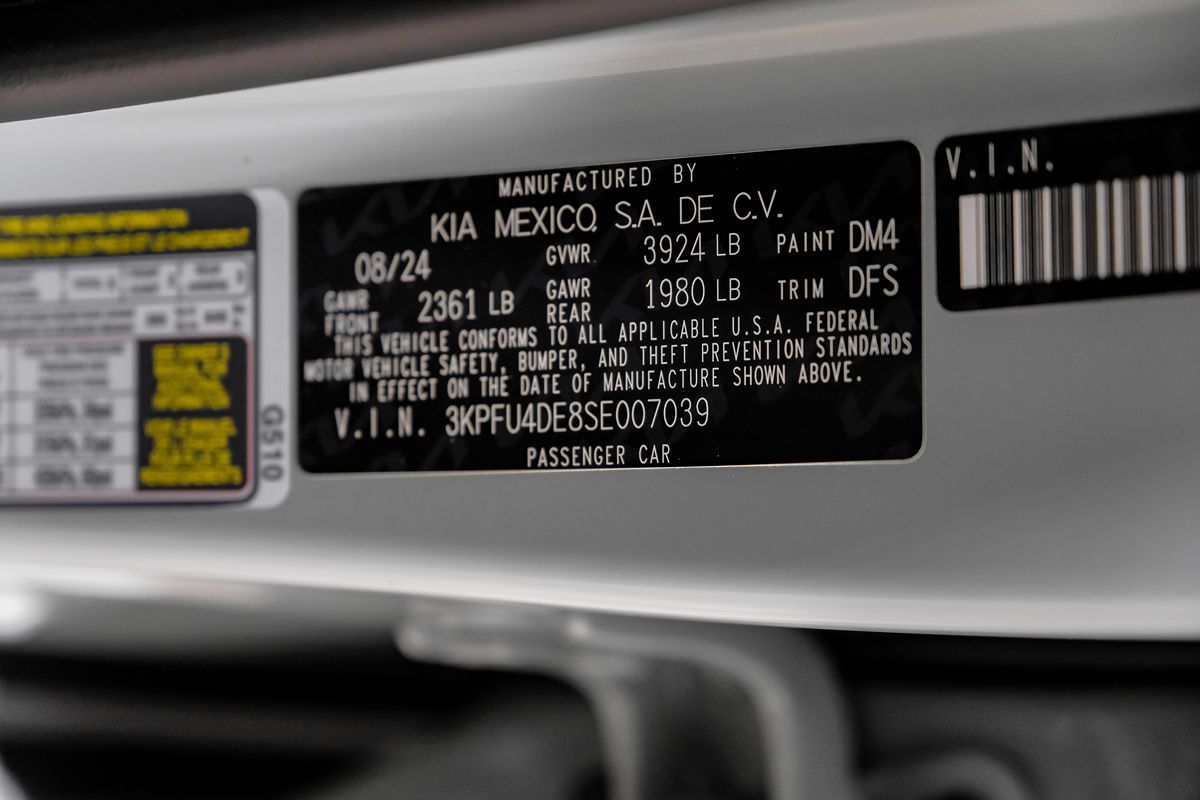 MANUFACTURED BY
KIA MEXICO, S.A. DE C.V.
08/24 GVWR 3924 LB PAINT DM4
GAWR FRONT 2361 LB GAWR REAR 1980 LB TRIM DFS
THIS VEHICLE CONFORMS TO ALL APPLICABLE U.S.A. FEDERAL
MOTOR VEHICLE SAFETY, BUMPER, AND THEFT PREVENTION STANDARDS
IN EFFECT ON THE DATE OF MANUFACTURE SHOWN ABOVE.
V.I.N. 3KPFU4DE8SE007039
PASSENGER CAR
V.I.N.
G510